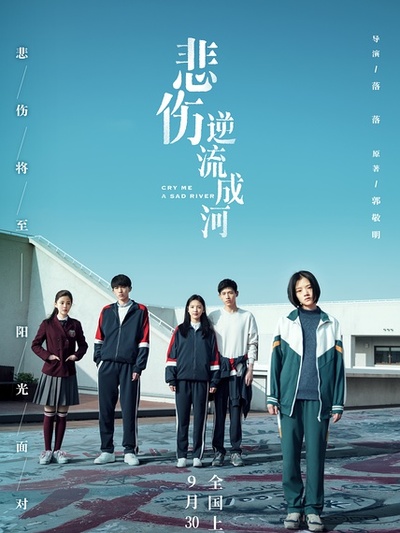 悲伤
逆流
成河
CRY ME
A SAD RIVER
导演/落落
原著/郭敬明
悲/伤/将/至/阳/光/面/对
9月30
全国上